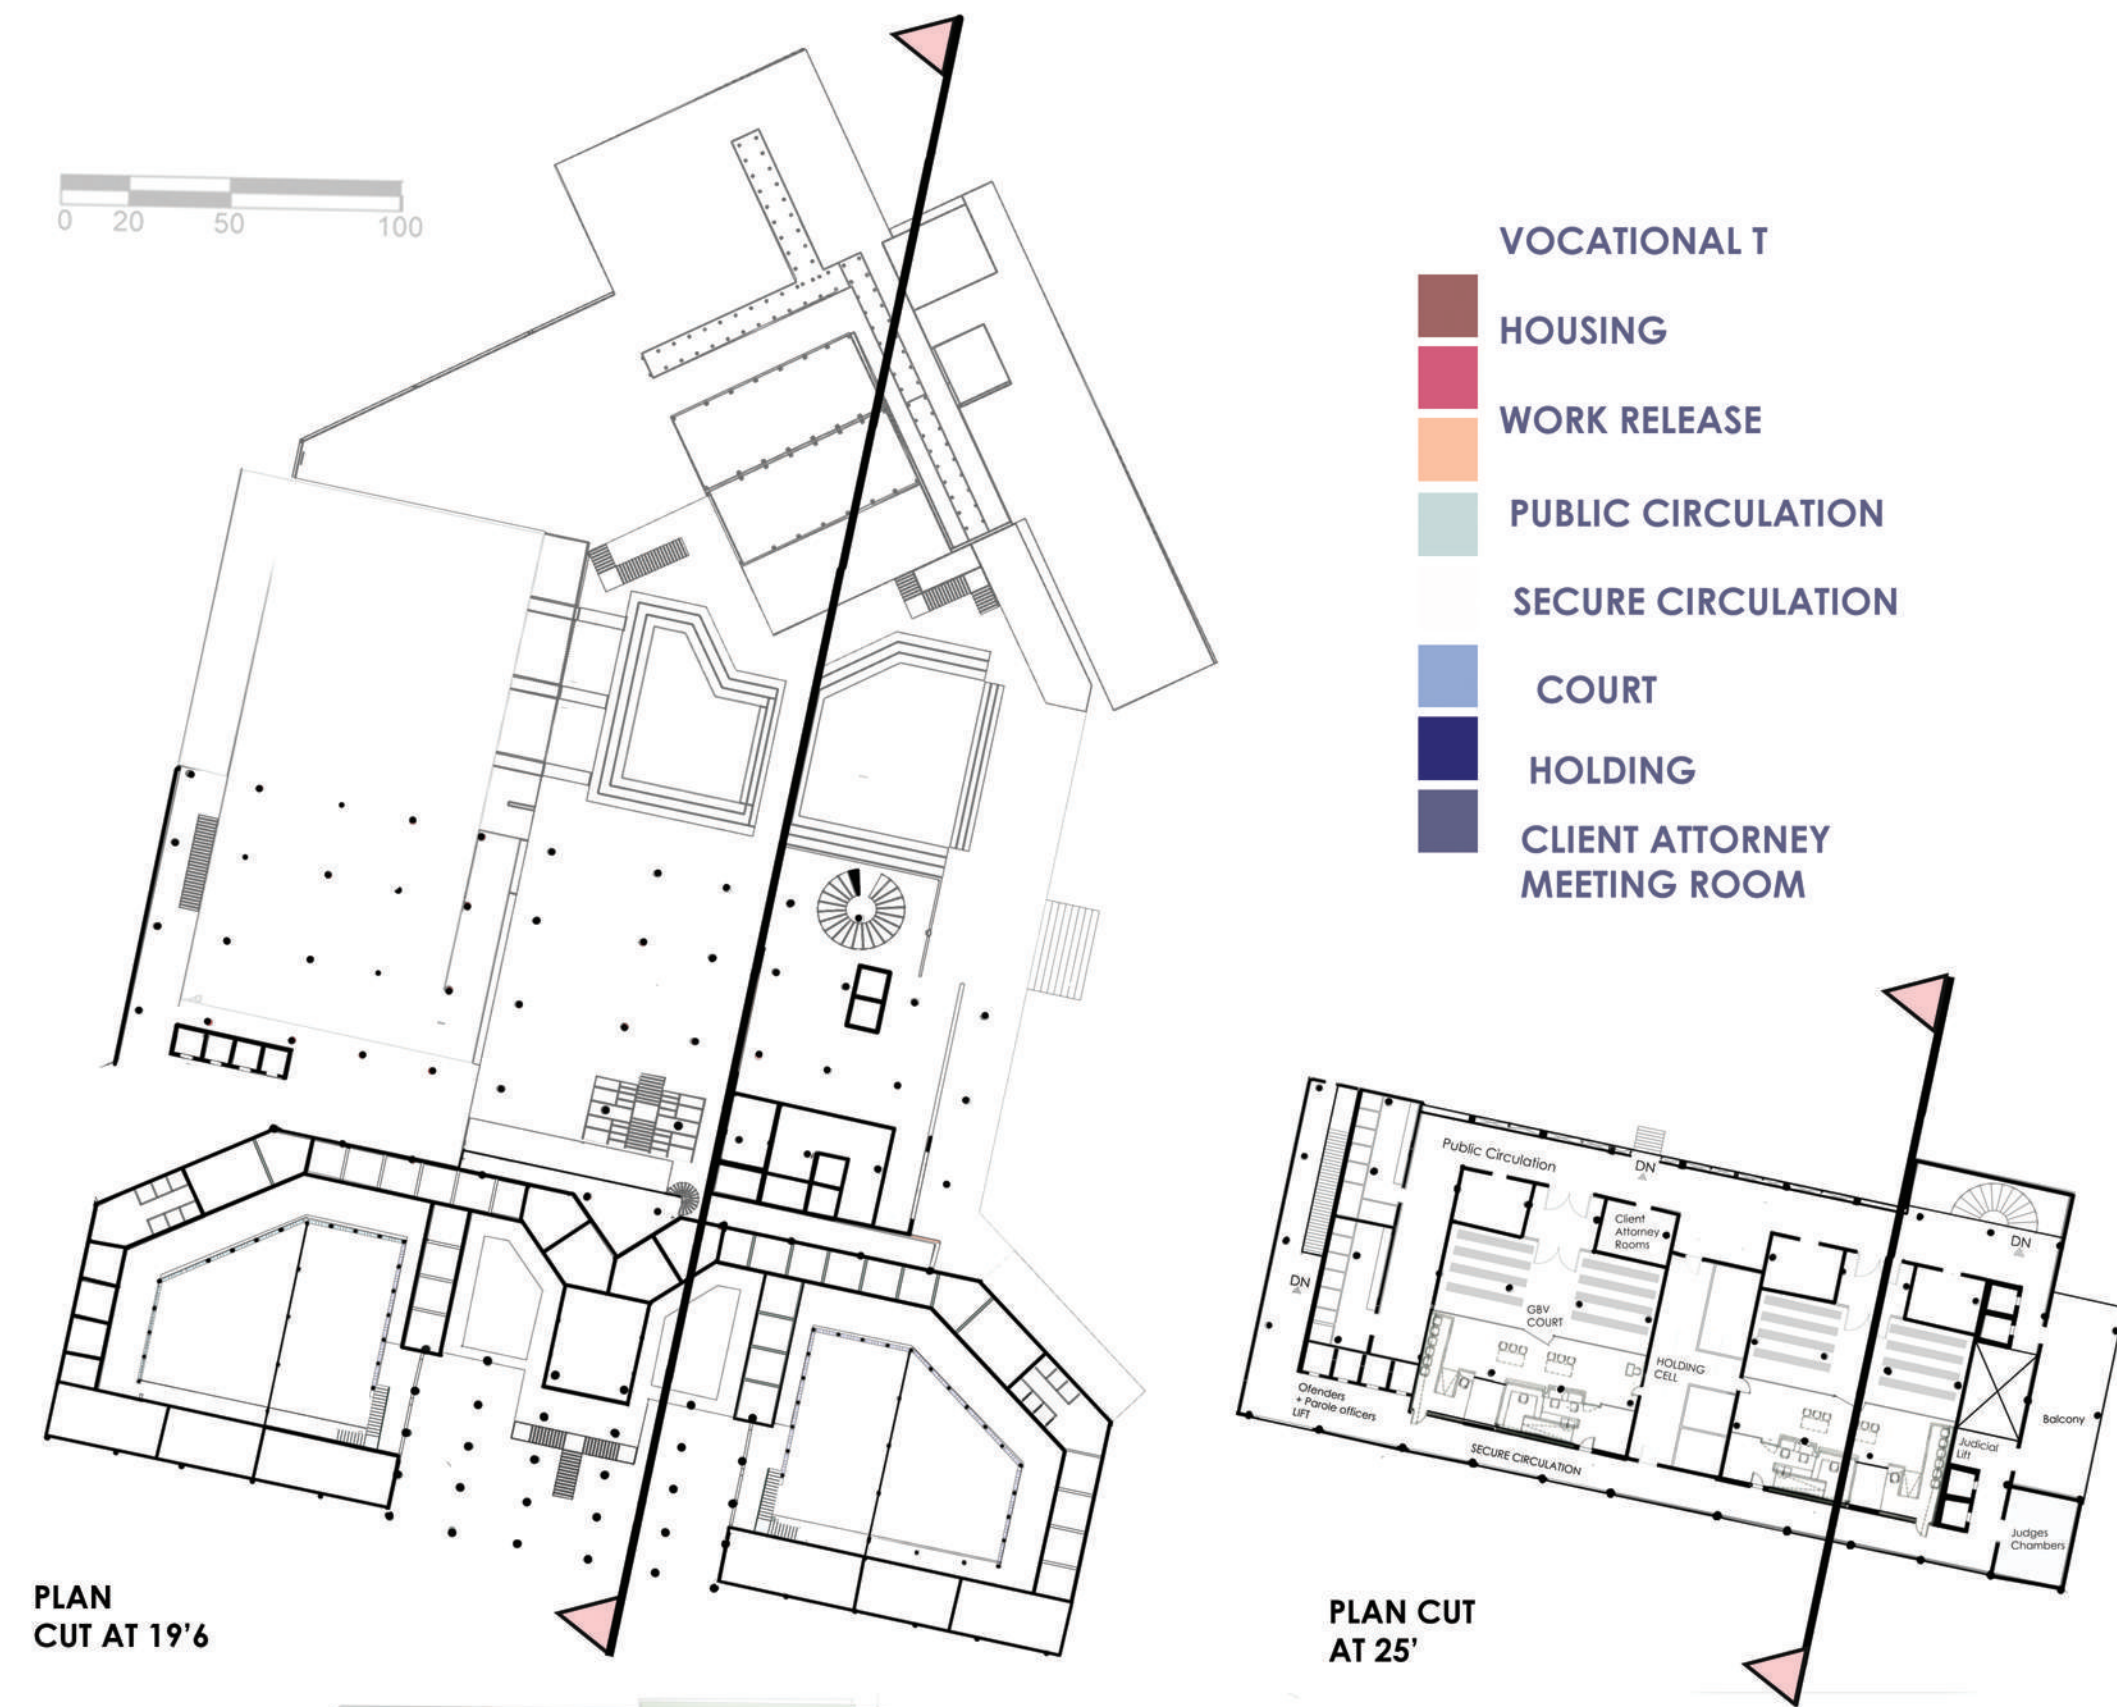 0 20 50 100
VOCATIONAL T
HOUSING
WORK RELEASE
PUBLIC CIRCULATION
SECURE CIRCULATION
COURT
HOLDING
CLIENT ATTORNEY
MEETING ROOM
Public Circulation
DN
Client
Attorney
Rooms
DN
DN
GBV
COURT
HOLDING
CELL
Ofenders
+ Parole officers
LIFT
SECURE CIRCULATION
Judicial
Lift
Balcony
Judges
Chambers
PLAN
CUT AT 19'6
PLAN CUT
AT 25'